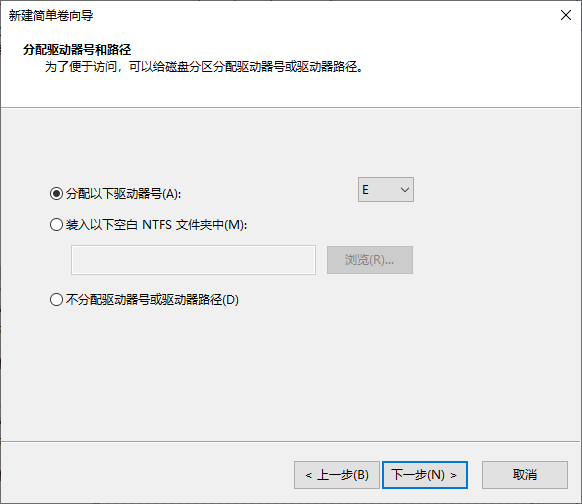 新建简单卷向导
分配驱动器号和路径
为了便于访问，可以给磁盘分区分配驱动器号或驱动器路径。
分配以下驱动器号(A): E
装入以下空白 NTFS 文件夹中(M):
浏览(R)...
不分配驱动器号或驱动器路径(D)
< 上一步(B) 下一步(N) > 取消